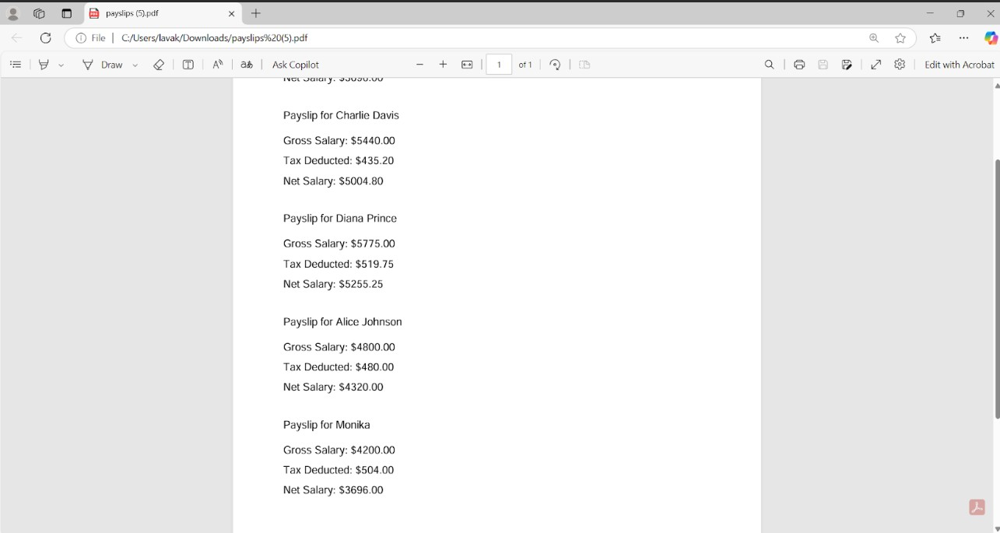 payslips (5).pdf
File
C:/Users/lavak/Downloads/payslips%20(5).pdf
Draw
Ask Copilot
1
of 1
Edit with Acrobat
Net Salary:
Payslip for Charlie Davis
Gross Salary: $5440.00
Tax Deducted: $435.20
Net Salary: $5004.80
Payslip for Diana Prince
Gross Salary: $5775.00
Tax Deducted: $519.75
Net Salary: $5255.25
Payslip for Alice Johnson
Gross Salary: $4800.00
Tax Deducted: $480.00
Net Salary: $4320.00
Payslip for Monika
Gross Salary: $4200.00
Tax Deducted: $504.00
Net Salary: $3696.00